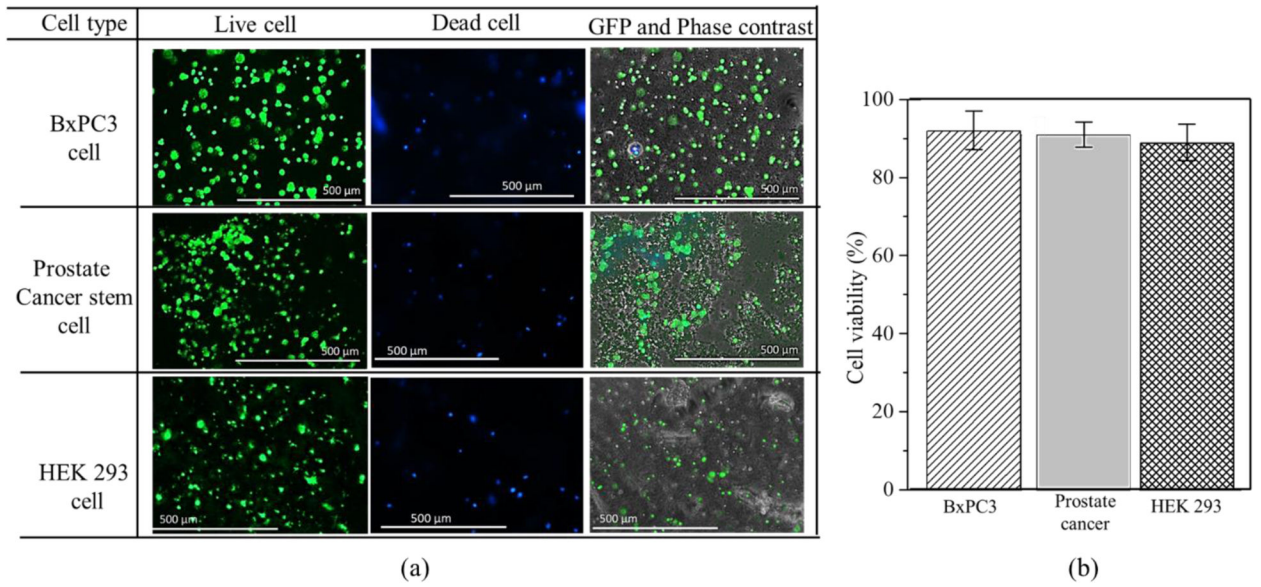 Cell type Live cell Dead cell GFP and Phase contrast
BxPC3
cell
500 µm
500 µm
500 µm
Prostate
Cancer stem
cell
500 µm
500 µm
500 µm
HEK 293
cell
500 µm
500 µm
500 µm
(a)
100
80
60
40
20
0
Cell viability (%)
BxPC3
Prostate
cancer
HEK 293
(b)